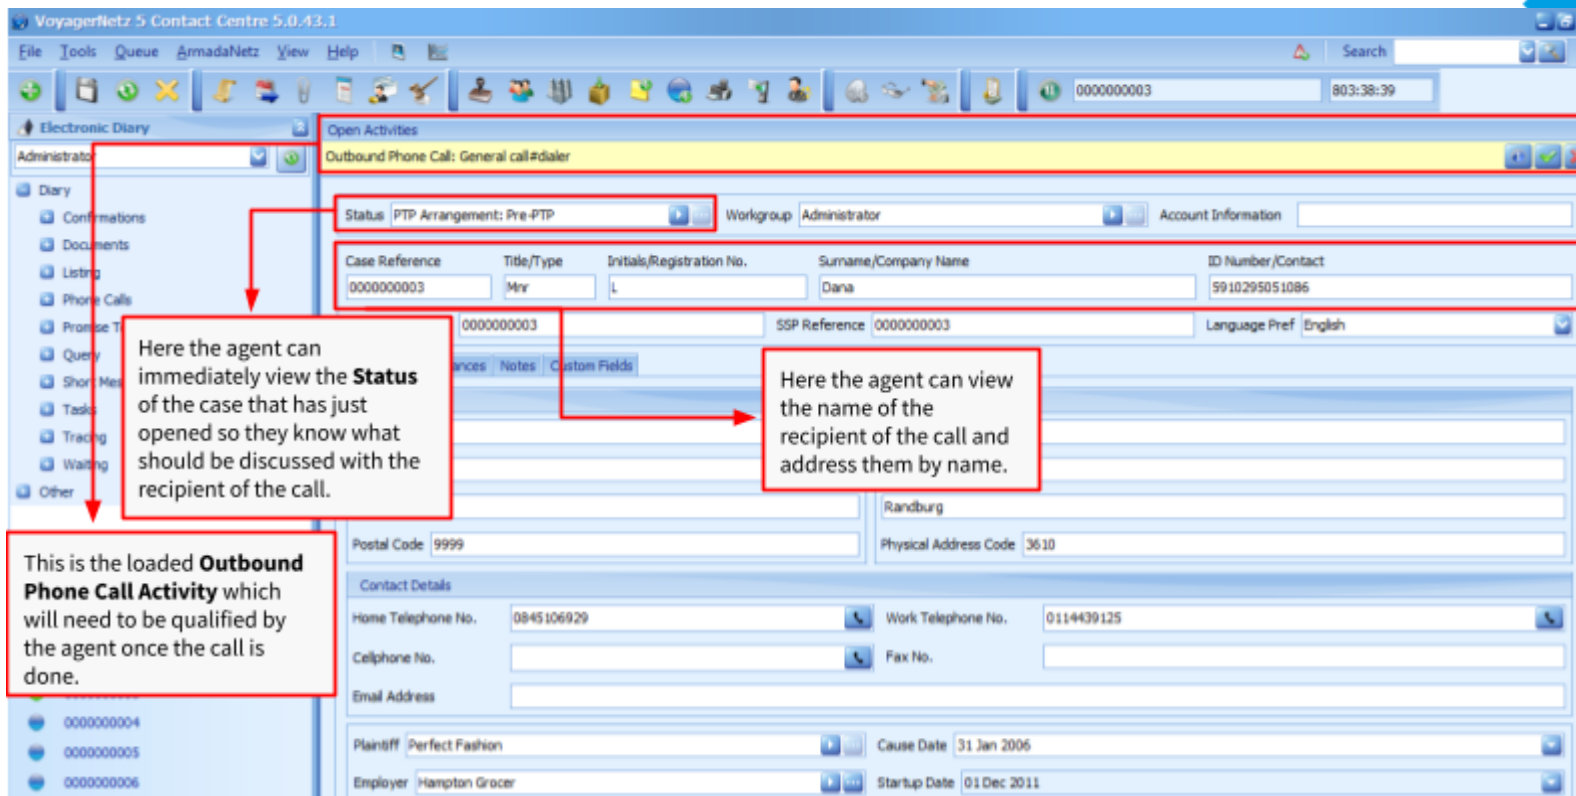 VoyagerNetz 5 Contact Centre 5.0.43.1
File Tools Queue ArmadaNetz View Help Search
0000000003 803:38:39
Electronic Diary
Administrator
Diary
Confirmations
Documents
Listing
Phone Calls
Promise T
Query
Short Mes
Tasks
Tracing
Waiting
Other
Open Activities
Outbound Phone Call: General call#dialer
Status PTP Arrangement: Pre-PTP Workgroup Administrator Account Information
Case Reference Title/Type Initials/Registration No. Surname/Company Name ID Number/Contact
0000000003 Mnr L Dana 5910295051086
0000000003 SSP Reference 0000000003 Language Pref English
ances Notes Custom Fields
Here the agent can
immediately view the Status
of the case that has just
opened so they know what
should be discussed with the
recipient of the call.
Here the agent can view
the name of the
recipient of the call and
address them by name.
This is the loaded Outbound
Phone Call Activity which
will need to be qualified by
the agent once the call is
done.
Randburg
Postal Code 9999 Physical Address Code 3610
Contact Details
Home Telephone No. 0845106929 Work Telephone No. 0114439125
Cellphone No. Fax No.
Email Address
Plaintiff Perfect Fashion Cause Date 31 Jan 2006
Employer Hampton Grocer Startup Date 01 Dec 2011
0000000004
0000000005
0000000006